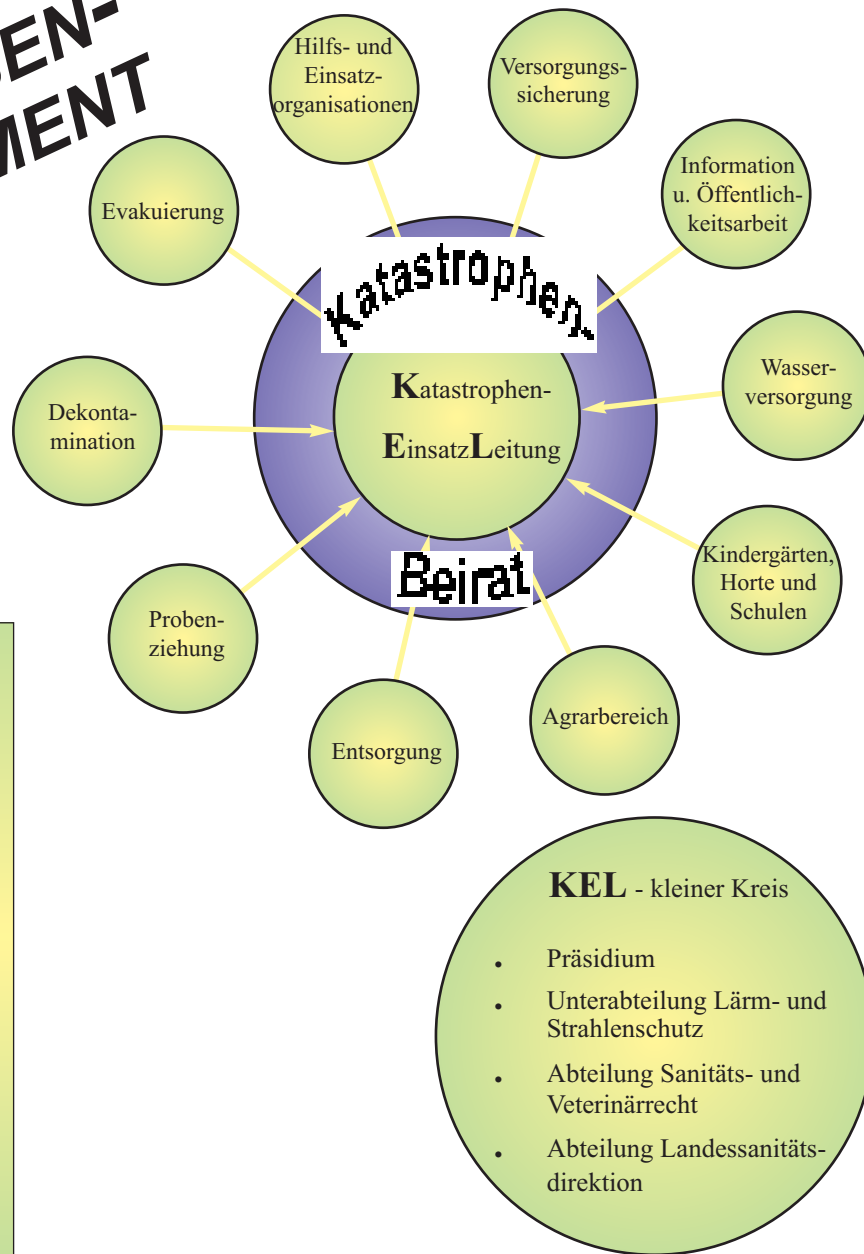 Hilfs- und
Einsatz-
organisationen
Versorgungs-
sicherung
Information
u. Öffentlich-
keitsarbeit
Evakuierung
Katastrophen-
Katastrophen-
EinsatzLeitung
Wasser-
versorgung
Dekonta-
mination
Kindergärten,
Horte und
Schulen
Beirat
Proben-
ziehung
Agrarbereich
Entsorgung
KEL - kleiner Kreis
. Präsidium
. Unterabteilung Lärm- und
Strahlenschutz
. Abteilung Sanitäts- und
Veterinärrecht
. Abteilung Landessanitäts-
direktion